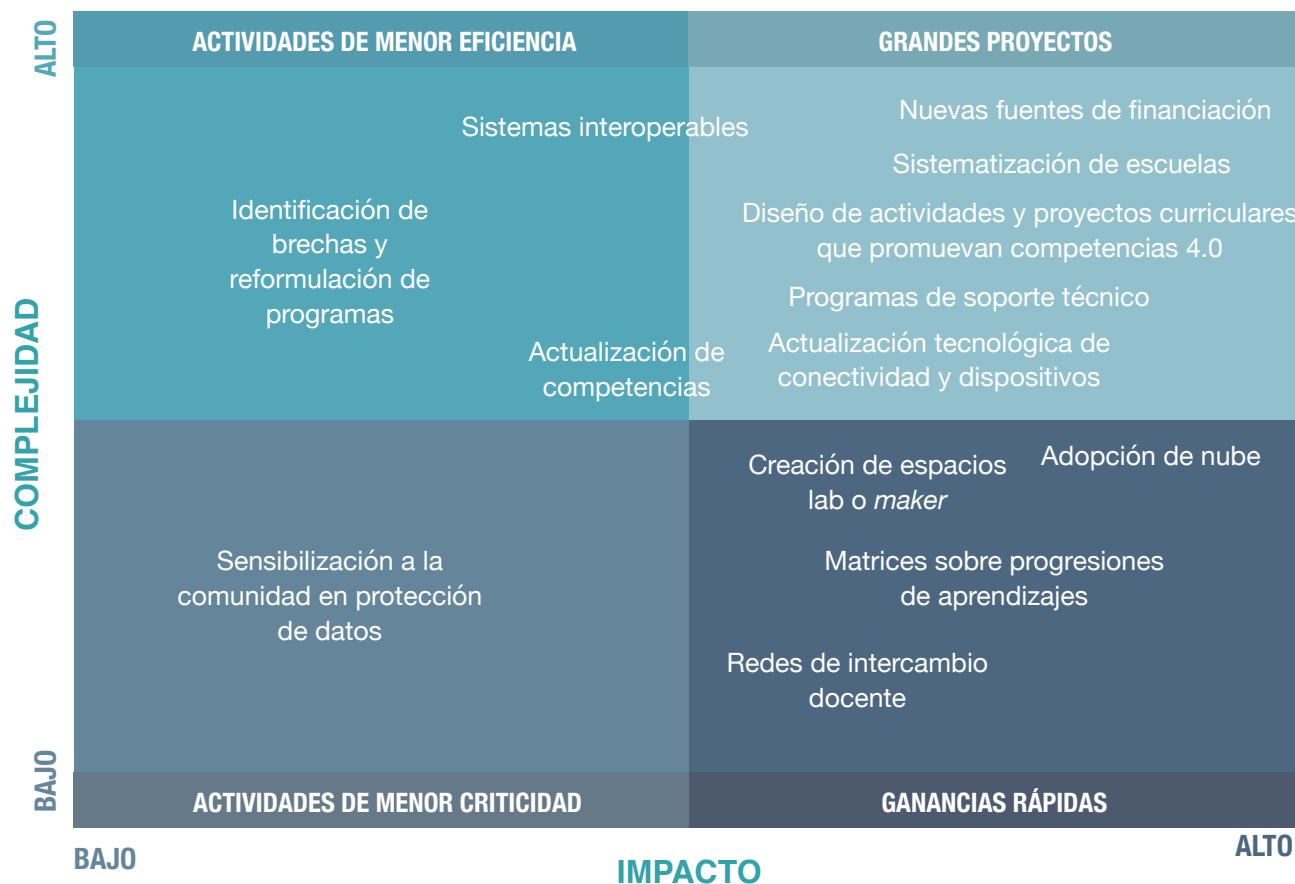 ALTO
COMPLEJIDAD
BAJO
ACTIVIDADES DE MENOR EFICIENCIA
Sistemas interoperables
Identificación de
brechas y
reformulación de
programas
Actualización de
competencias
GRANDES PROYECTOS
Nuevas fuentes de financiación
Sistematización de escuelas
Diseño de actividades y proyectos curriculares
que promuevan competencias 4.0
Programas de soporte técnico
Actualización tecnológica de
conectividad y dispositivos
Sensibilización a la
comunidad en protección
de datos
ACTIVIDADES DE MENOR CRITICIDAD
Creación de espacios
lab o maker
Adopción de nube
Matrices sobre progresiones
de aprendizajes
Redes de intercambio
docente
GANANCIAS RÁPIDAS
BAJO
IMPACTO
ALTO